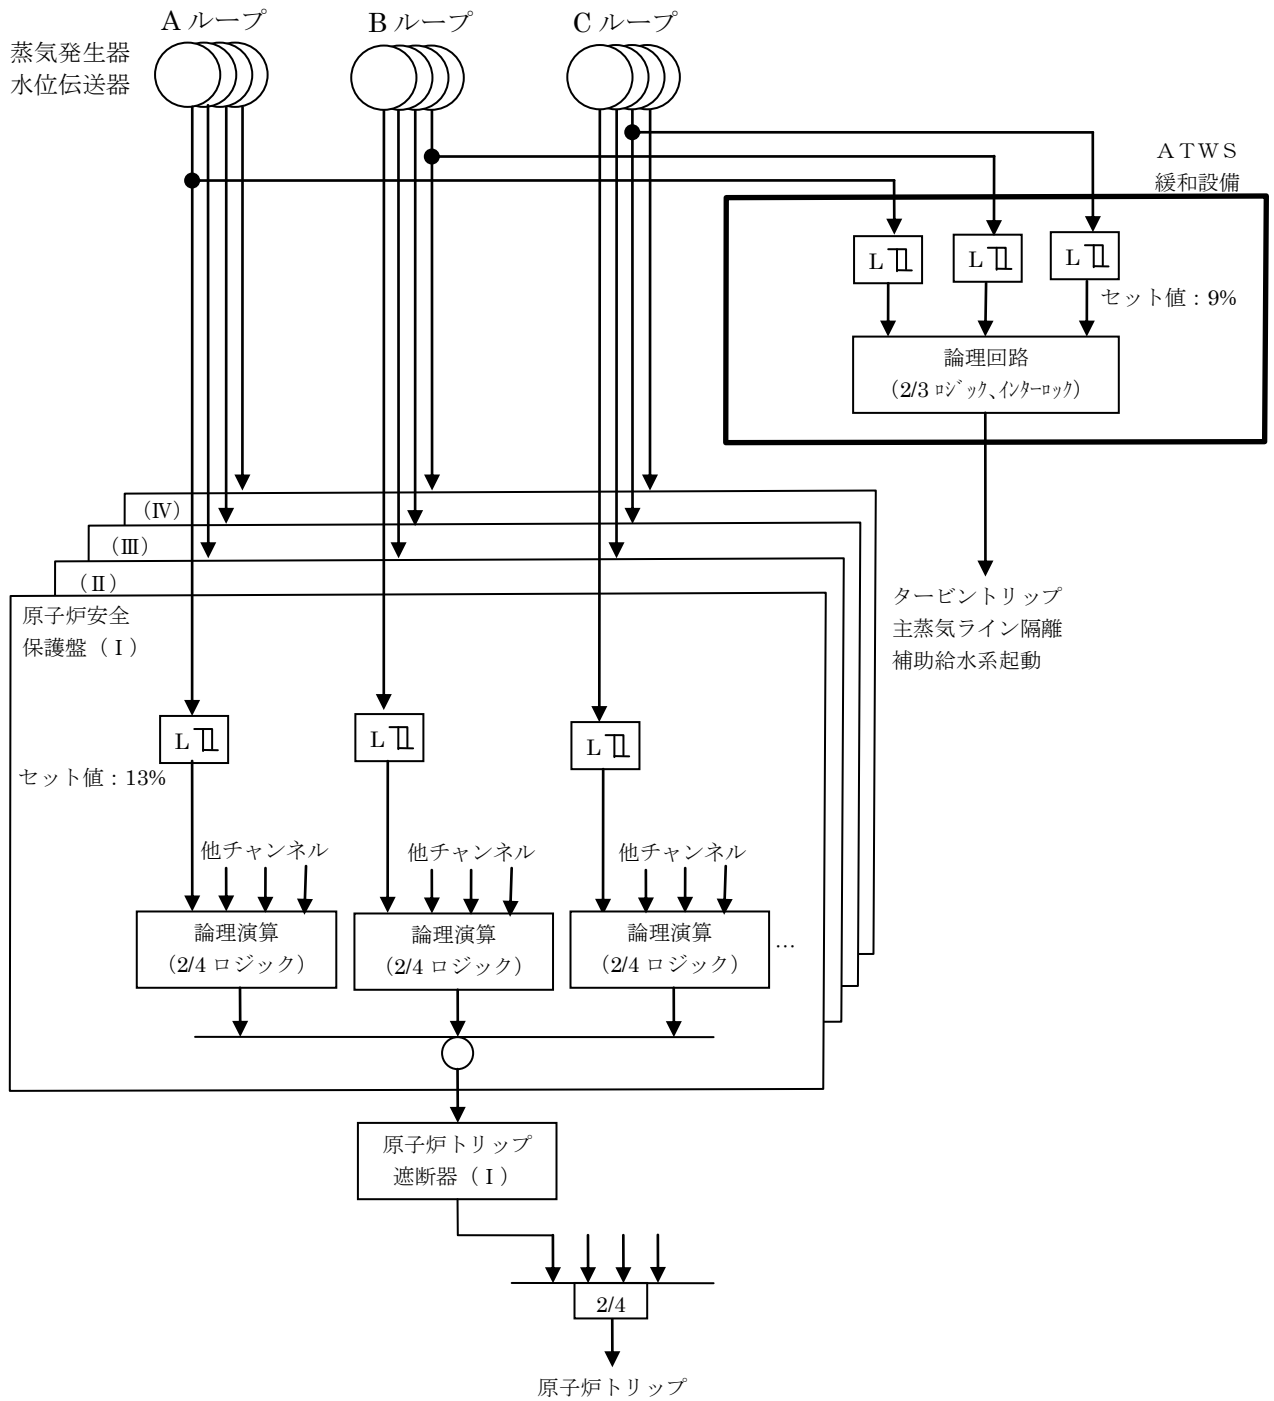 A ループ
B ループ
C ループ
蒸気発生器
水位伝送器
ＡＴＷＳ
緩和設備
L
L
L
セット値：9%
論理回路
（2/3 ﾛｼﾞｯｸ、ｲﾝﾀｰﾛｯｸ）
（Ⅳ）
（Ⅲ）
（Ⅱ）
原子炉安全
保護盤（Ⅰ）
タービントリップ
主蒸気ライン隔離
補助給水系起動
L
L
L
セット値：13%
他チャンネル
他チャンネル
他チャンネル
論理演算
（2/4 ロジック）
論理演算
（2/4 ロジック）
論理演算
（2/4 ロジック）
…
原子炉トリップ
遮断器（Ⅰ）
2/4
原子炉トリップ